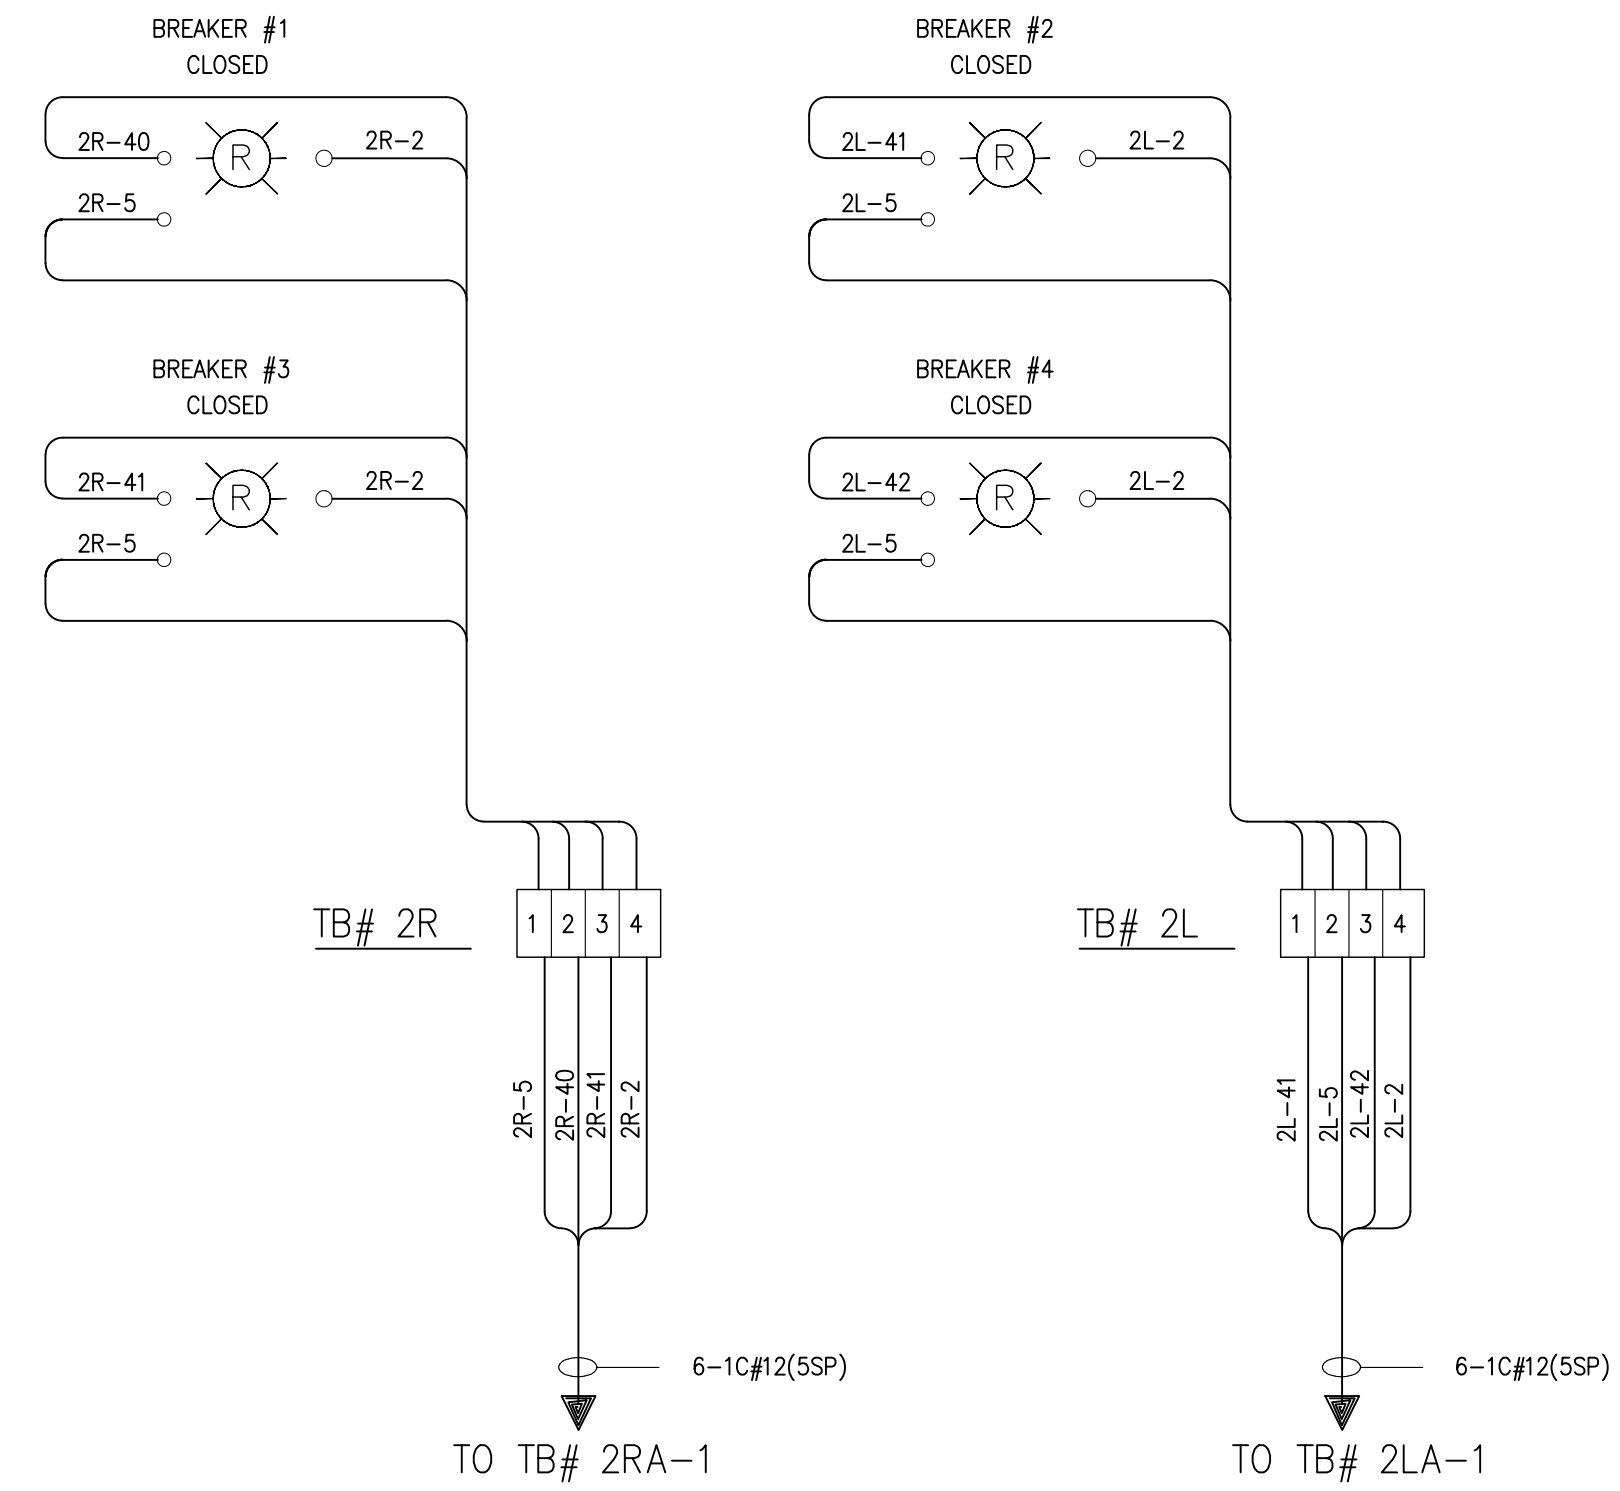 BREAKER #1
CLOSED
2R-40
R
2R-2
2R-5
BREAKER #2
CLOSED
2L-41
R
2L-2
2L-5
BREAKER #3
CLOSED
2R-41
R
2R-2
2R-5
BREAKER #4
CLOSED
2L-42
R
2L-2
2L-5
TB# 2R
1 2 3 4
2R-5
2R-40
2R-41
2R-2
6-1C#12(5SP)
TO TB# 2RA-1
TB# 2L
1 2 3 4
2L-41
2L-5
2L-42
2L-2
6-1C#12(5SP)
TO TB# 2LA-1